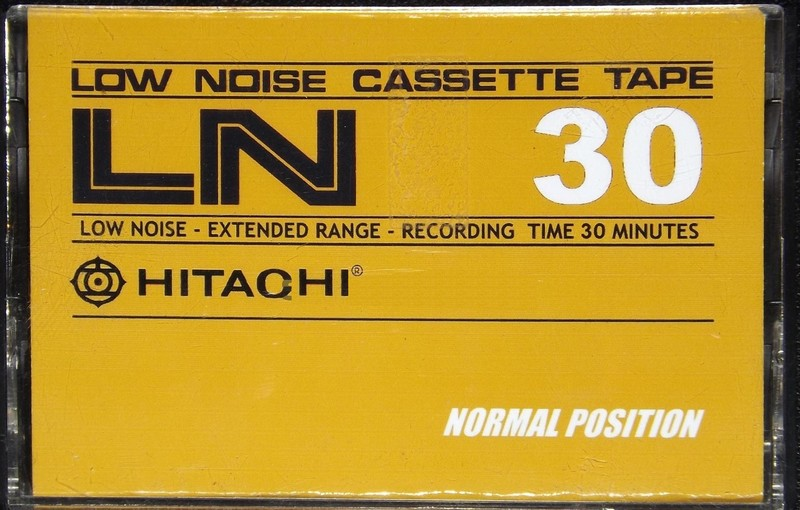 LOW NOISE CASSETTE TAPE
LN 30
LOW NOISE - EXTENDED RANGE - RECORDING TIME 30 MINUTES
HITACHI®
NORMAL POSITION